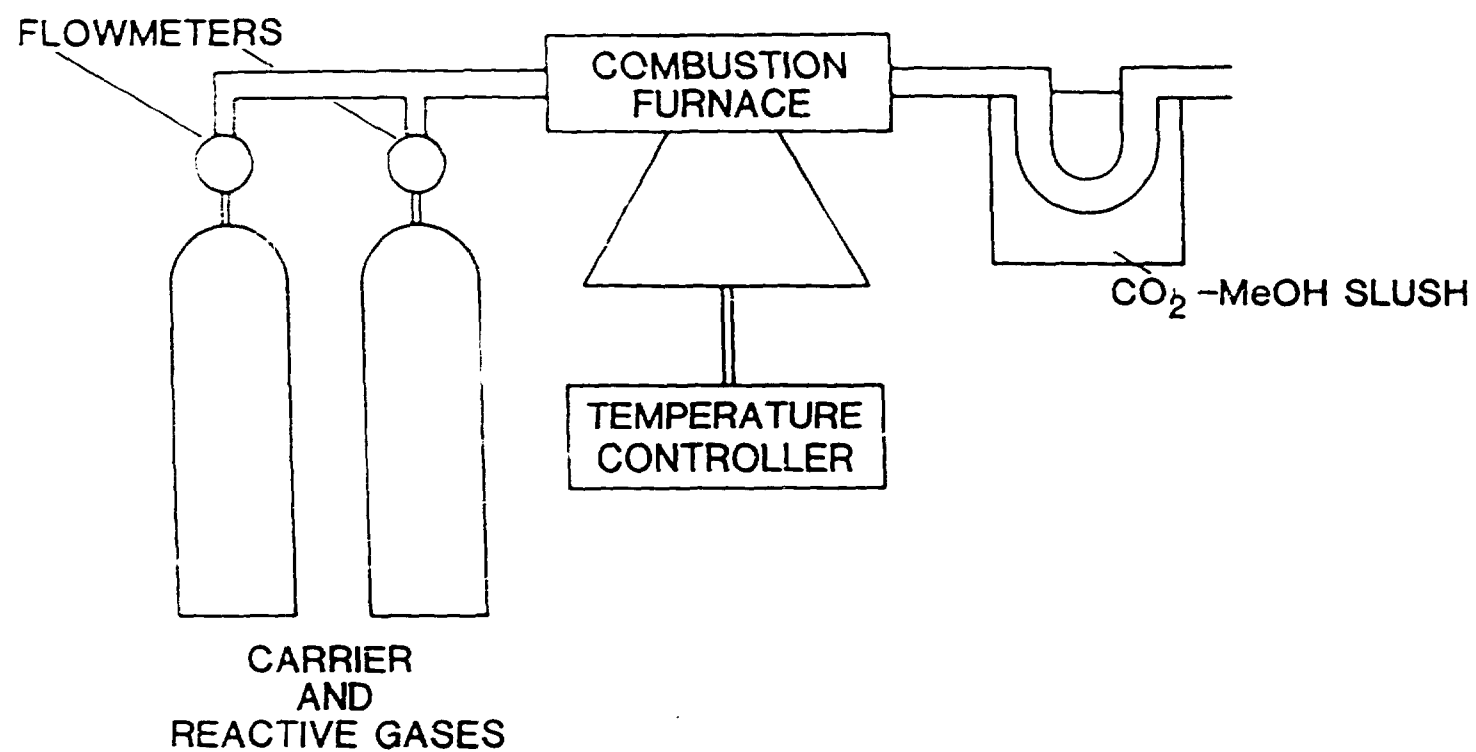 FLOWMETERS
COMBUSTION
FURNACE
CO₂-MeOH SLUSH
TEMPERATURE
CONTROLLER
CARRIER
AND
REACTIVE GASES